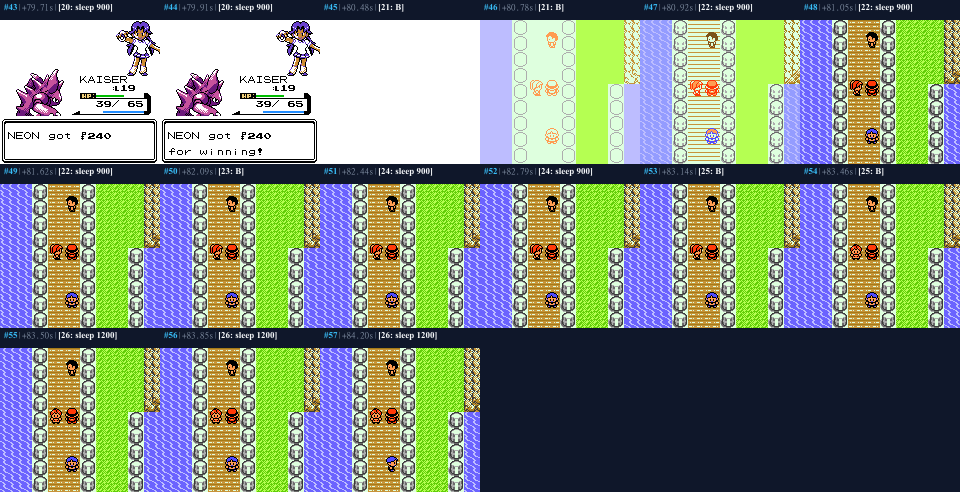 #43|+79.71s| [20: sleep 900]
#44|+79.91s| [20: sleep 900]
#45|+80.48s| [21: B]
#46|+80.78s| [21: B]
#47|+80.92s| [22: sleep 900]
#48|+81.05s| [22: sleep 900]
KAISER
:L19
HP:
39/ 65
NEON got ₽240
KAISER
:L19
HP:
39/ 65
NEON got ₽240
for winning!
#49|+81.62s| [22: sleep 900]
#50|+82.09s| [23: B]
#51|+82.44s| [24: sleep 900]
#52|+82.79s| [24: sleep 900]
#53|+83.14s| [25: B]
#54|+83.46s| [25: B]
#55|+83.50s| [26: sleep 1200]
#56|+83.85s| [26: sleep 1200]
#57|+84.20s| [26: sleep 1200]